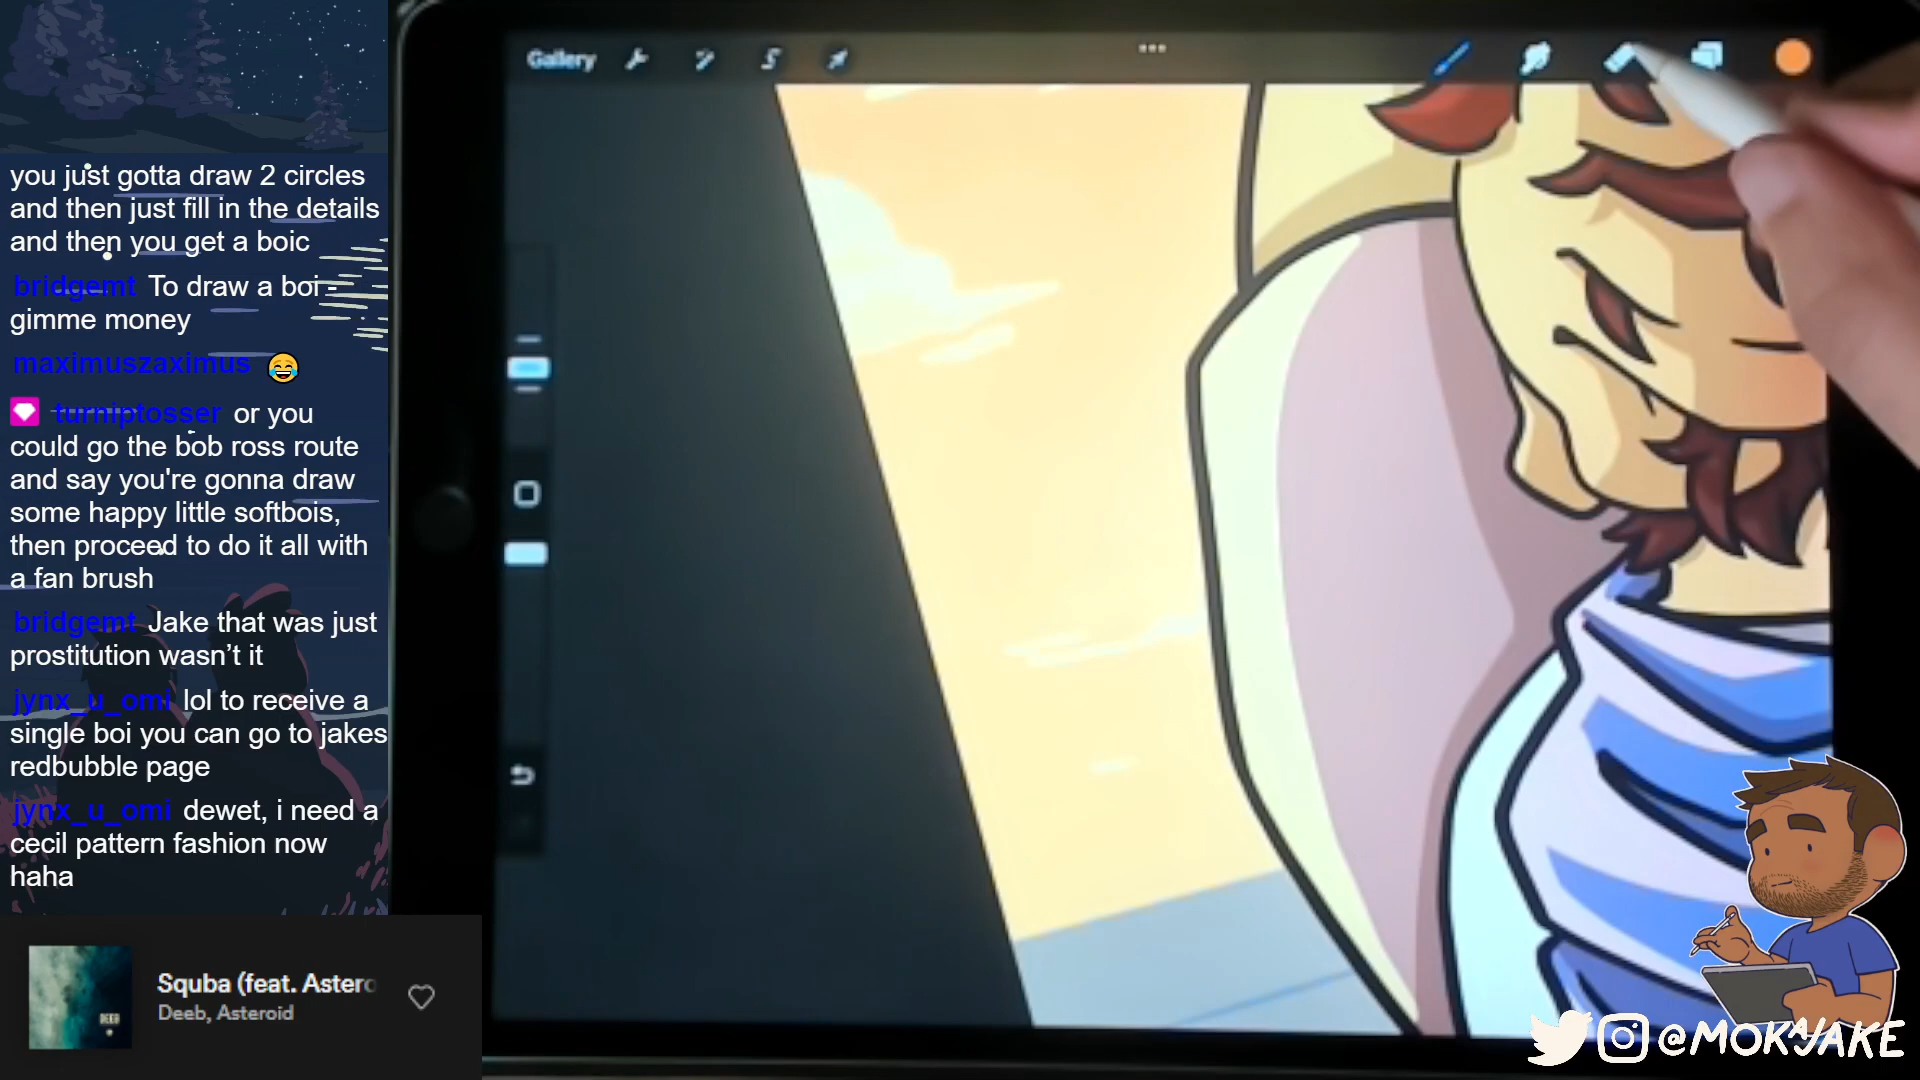 Gallery
you just gotta draw 2 circles
and then just fill in the details
and then you get a boic
bridgemt To draw a boi -
gimme money
maximuszaximus
turniptosser or you
could go the bob ross route
and say you're gonna draw
some happy little softbois,
then proceed to do it all with
a fan brush
bridgemt Jake that was just
prostitution wasn’t it
jynx_u_omi lol to receive a
single boi you can go to jakes
redbubble page
jynx_u_omi dewet, i need a
cecil pattern fashion now
haha
DEEB
Squba (feat. Astero
Deeb, Asteroid
@MOKAJAKE